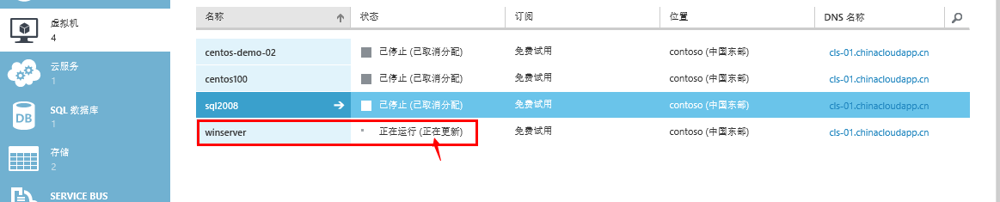 虚拟机
4
云服务
1
SQL 数据库
1
存储
2
SERVICE BUS
名称 状态 订阅 位置 DNS 名称
centos-demo-02 已停止 (已取消分配) 免费试用 contoso (中国东部) cls-01.chinacloudapp.cn
centos100 已停止 (已取消分配) 免费试用 contoso (中国东部) cls-01.chinacloudapp.cn
sql2008 已停止 (已取消分配) 免费试用 contoso (中国东部) cls-01.chinacloudapp.cn
winserver 正在运行 (正在更新) 免费试用 contoso (中国东部) cls-01.chinacloudapp.cn